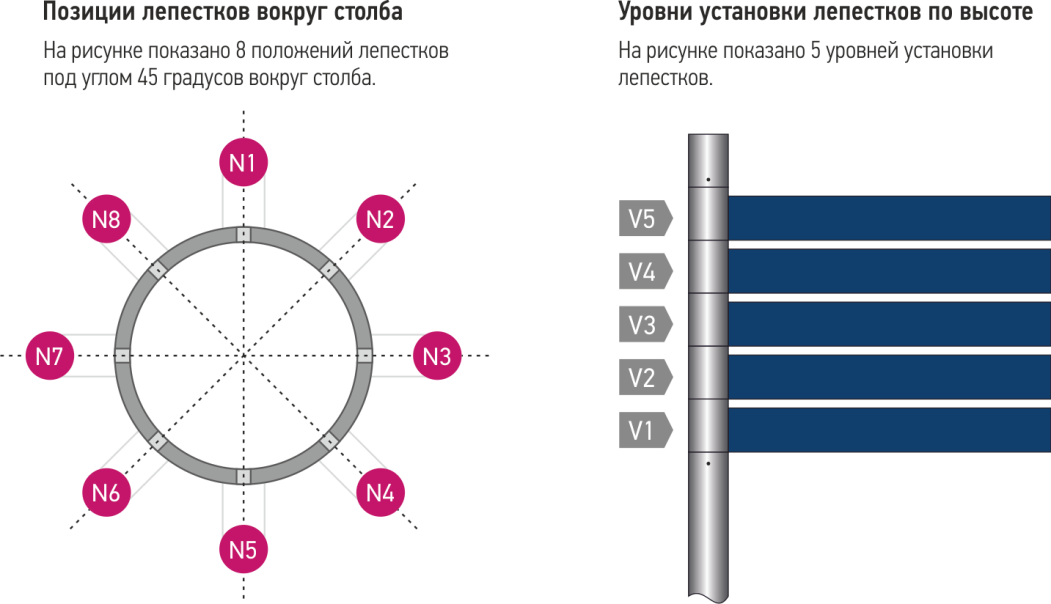 Позиции лепестков вокруг столба
На рисунке показано 8 положений лепестков
под углом 45 градусов вокруг столба.
N1
N8
N2
N7
N3
N6
N4
N5
Уровни установки лепестков по высоте
На рисунке показано 5 уровней установки
лепестков.
V5
V4
V3
V2
V1